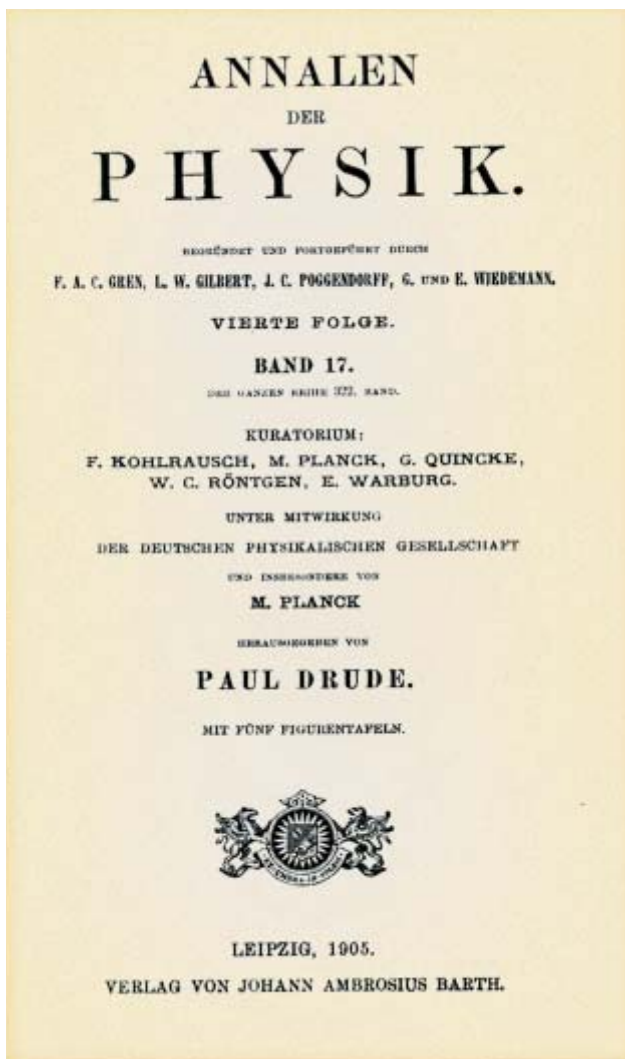 ANNALEN
DER
PHYSIK.
BEGRÜNDET UND FORTGEFÜHRT DURCH
F. A. C. GREN, L. W. GILBERT, J. C. POGGENDORFF, G. UND E. WIEDEMANN.
VIERTE FOLGE.
BAND 17.
DER GANZEN REIHE 322. BAND.
KURATORIUM:
F. KOHLRAUSCH, M. PLANCK, G. QUINCKE,
W. C. RÖNTGEN, E. WARBURG.
UNTER MITWIRKUNG
DER DEUTSCHEN PHYSIKALISCHEN GESELLSCHAFT
UND INSBESONDERE VON
M. PLANCK
HERAUSGEGEBEN VON
PAUL DRUDE.
MIT FÜNF FIGURENTAFELN.
LEIPZIG, 1905.
VERLAG VON JOHANN AMBROSIUS BARTH.